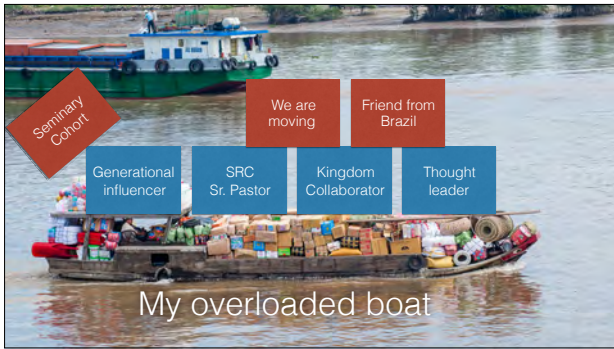 Seminary
Cohort
We are
moving
Friend from
Brazil
Generational
influencer
SRC
Sr. Pastor
Kingdom
Collaborator
Thought
leader
My overloaded boat